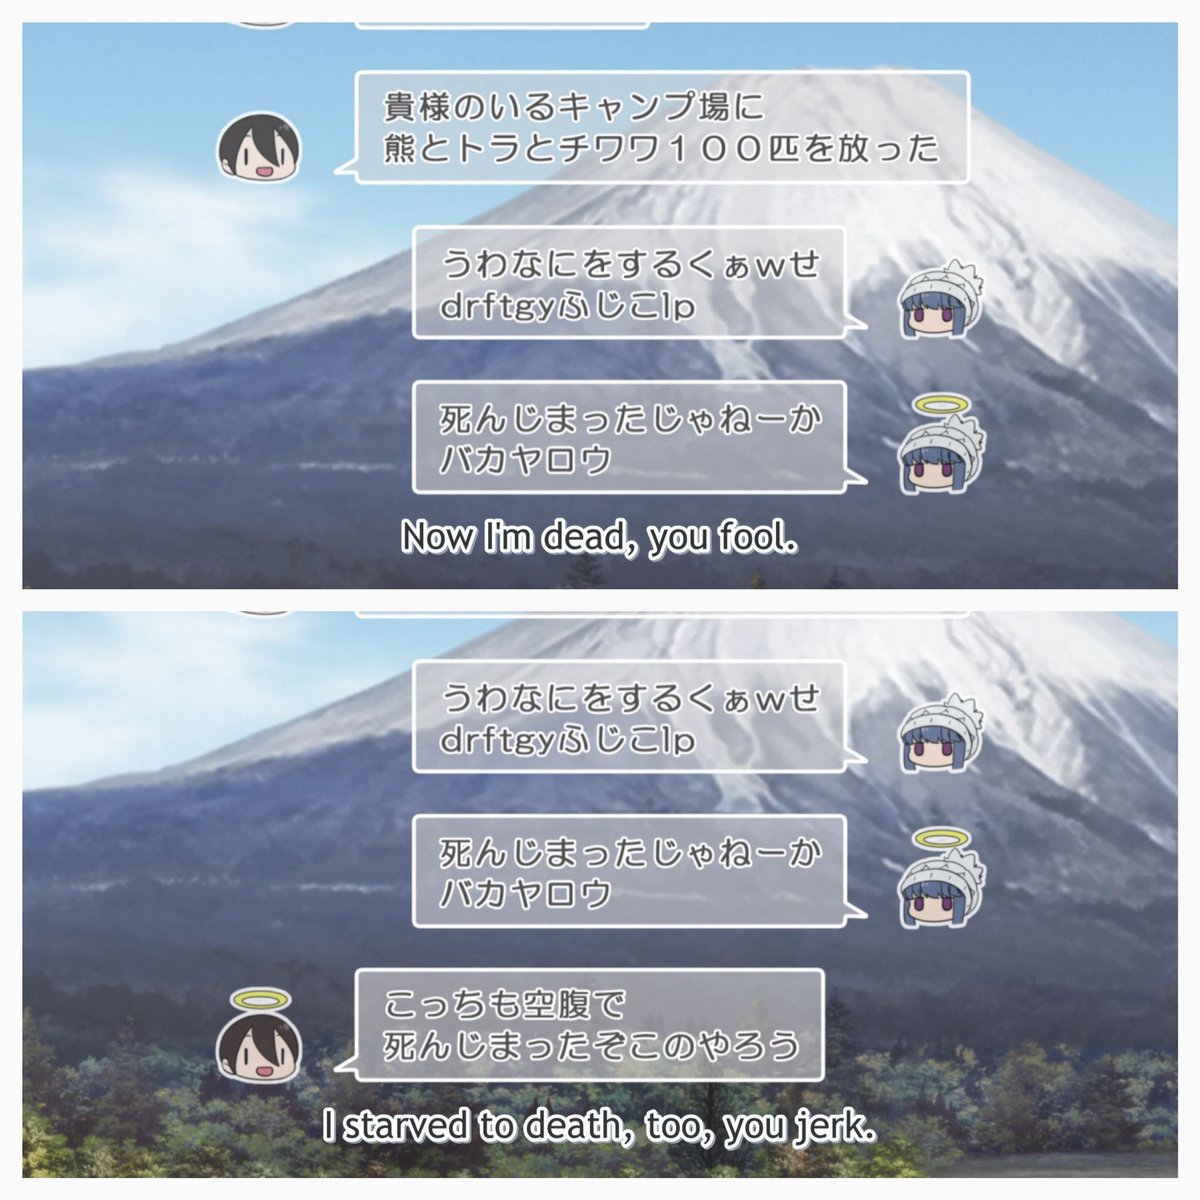 貴様のいるキャンプ場に
熊とトラとチワワ１００匹を放った
うわなにをするくぁｗせ
drftgyふじこlp
死んじまったじゃねーか
バカヤロウ
Now I'm dead, you fool.
うわなにをするくぁｗせ
drftgyふじこlp
死んじまったじゃねーか
バカヤロウ
こっちも空腹で
死んじまったぞこのやろう
I starved to death, too, you jerk.